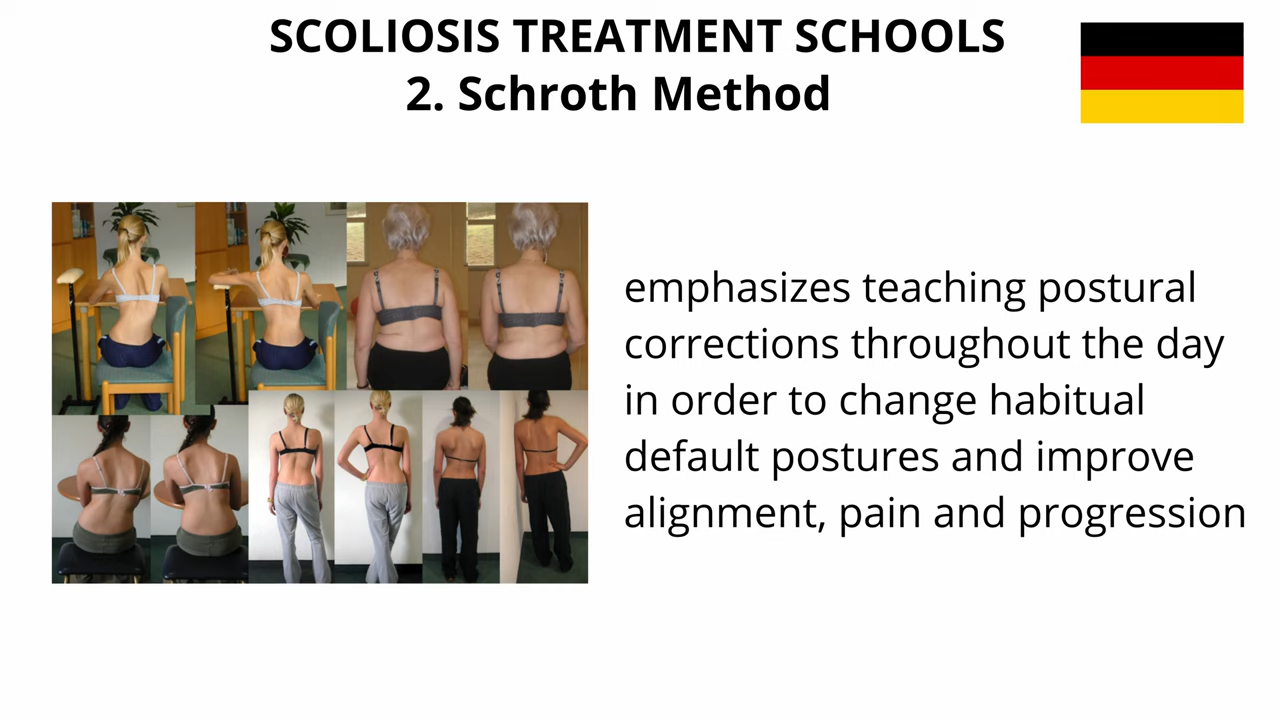 SCOLIOSIS TREATMENT SCHOOLS
2. Schroth Method
emphasizes teaching postural
corrections throughout the day
in order to change habitual
default postures and improve
alignment, pain and progression